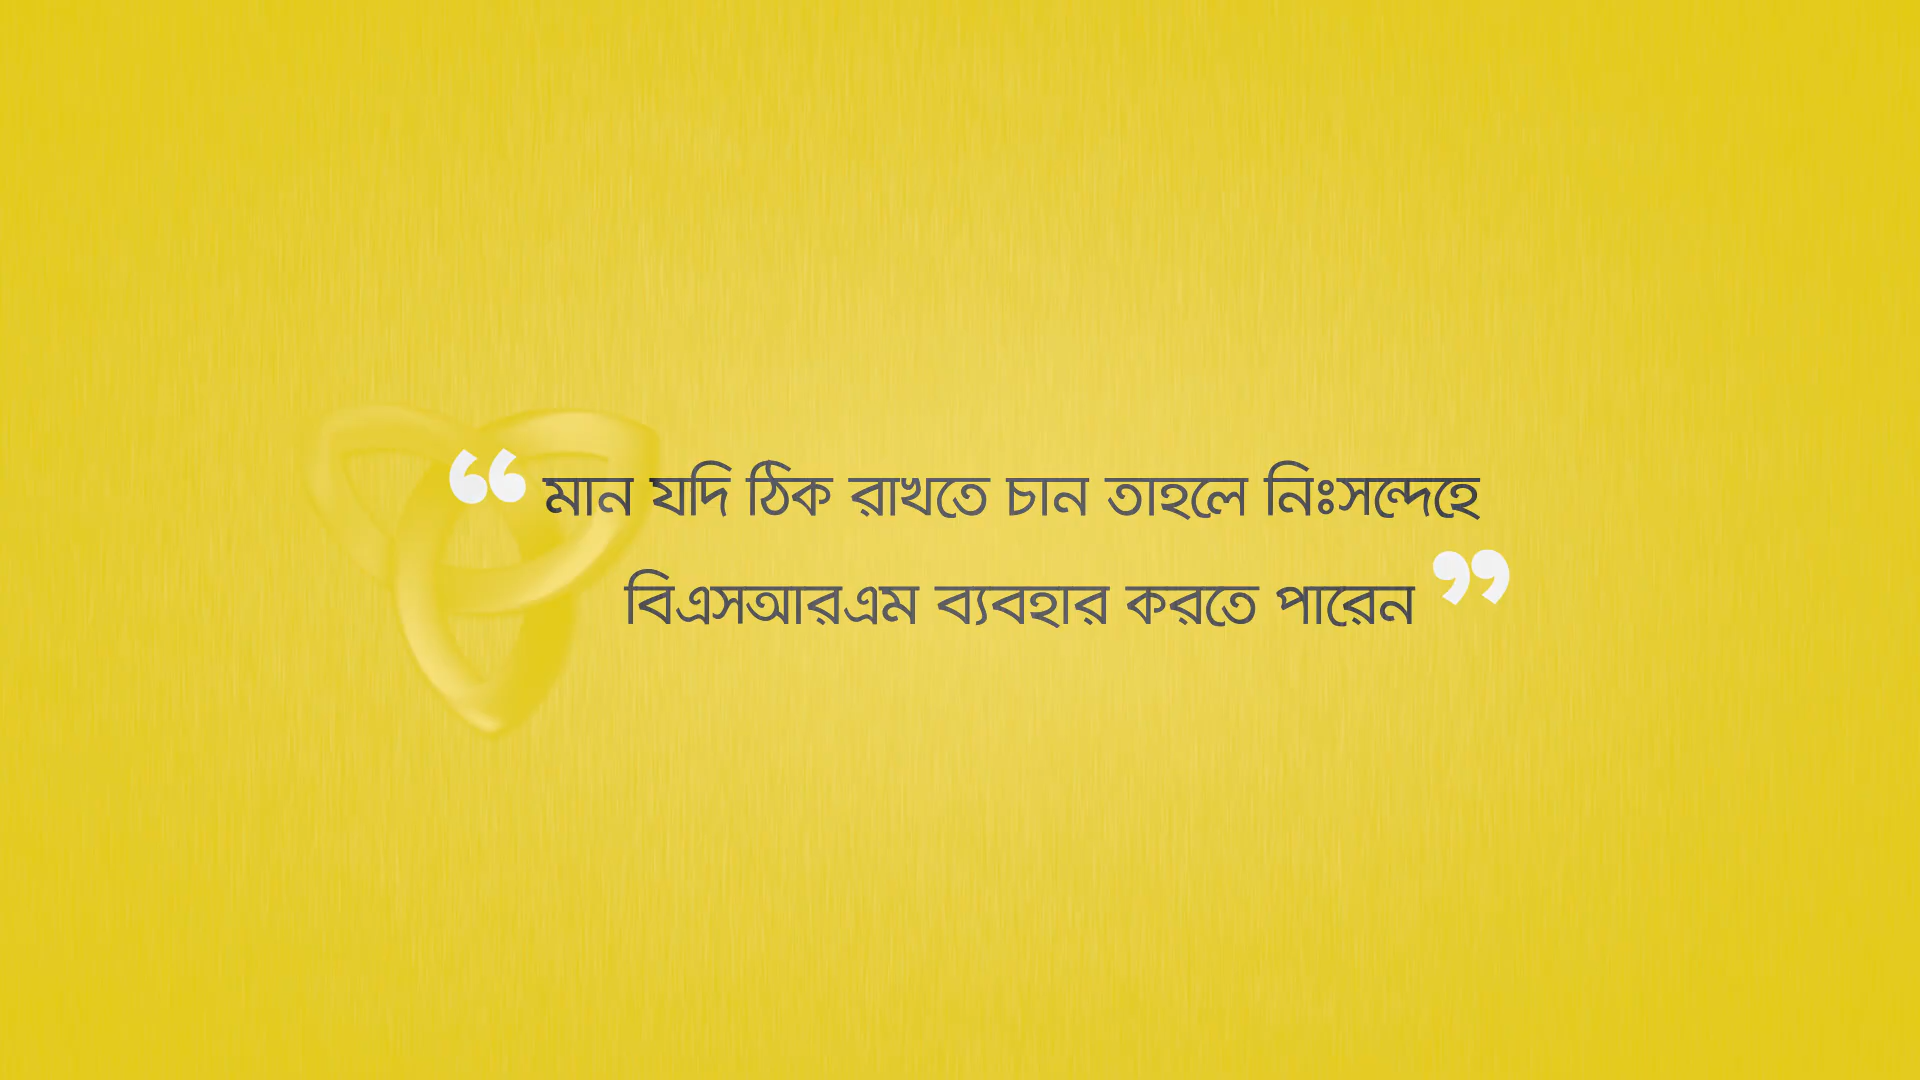 “ মান যদি ঠিক রাখতে চান তাহলে নিঃসন্দেহে
বিএসআরএম ব্যবহার করতে পারেন ”